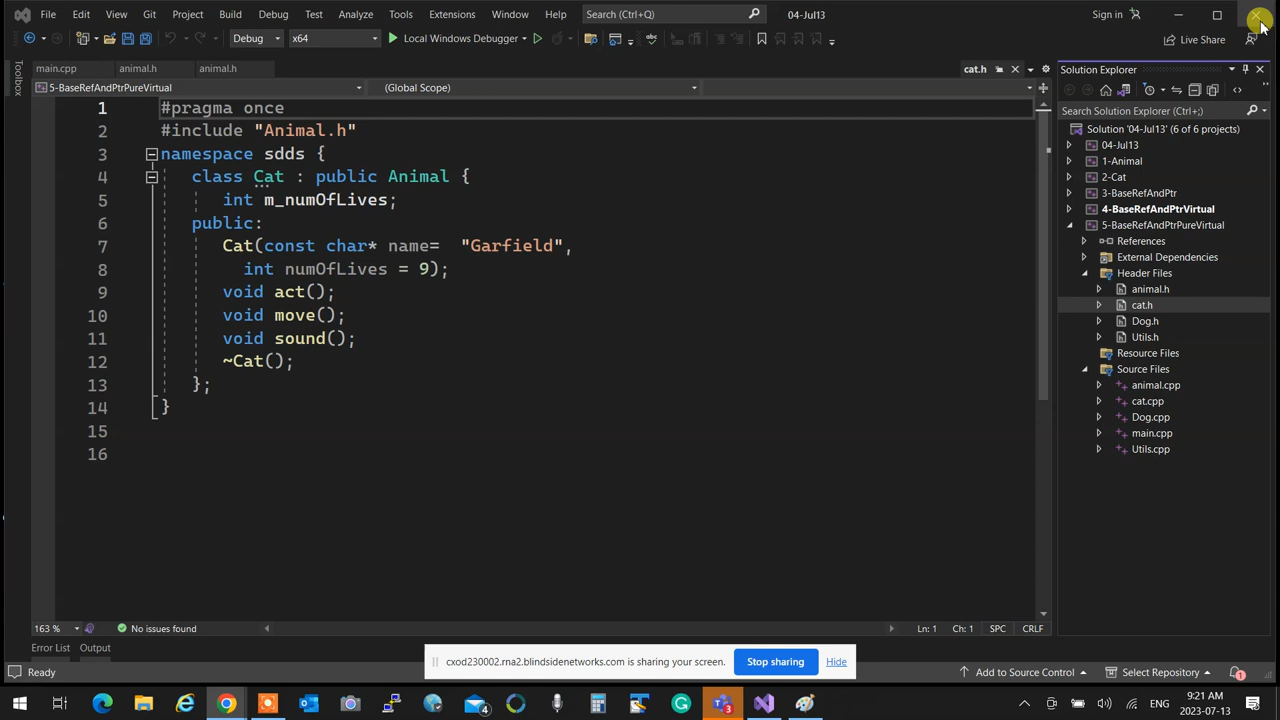 File Edit View Git Project Build Debug Test Analyze Tools Extensions Window Help Search (Ctrl+Q) 04-Jul13 Sign in
Debug x64 Local Windows Debugger Live Share
main.cpp animal.h animal.h cat.h
5-BaseRefAndPtrPureVirtual (Global Scope)
Toolbox
1 #pragma once
2 #include "Animal.h"
3 namespace sdds {
4 class Cat : public Animal {
5 int m_numOfLives;
6 public:
7 Cat(const char* name= "Garfield",
8 int numOfLives = 9);
9 void act();
10 void move();
11 void sound();
12 ~Cat();
13 };
14 }
15
16
Solution Explorer
Search Solution Explorer (Ctrl+;)
Solution '04-Jul13' (6 of 6 projects)
04-Jul13
1-Animal
2-Cat
3-BaseRefAndPtr
4-BaseRefAndPtrVirtual
5-BaseRefAndPtrPureVirtual
References
External Dependencies
Header Files
animal.h
cat.h
Dog.h
Utils.h
Resource Files
Source Files
animal.cpp
cat.cpp
Dog.cpp
main.cpp
Utils.cpp
163 % No issues found Ln: 1 Ch: 1 SPC CRLF
Error List Output
cxod230002.rna2.blindsidenetworks.com is sharing your screen. Stop sharing Hide
Ready Add to Source Control Select Repository 1
4 3 ENG 9:21 AM
2023-07-13